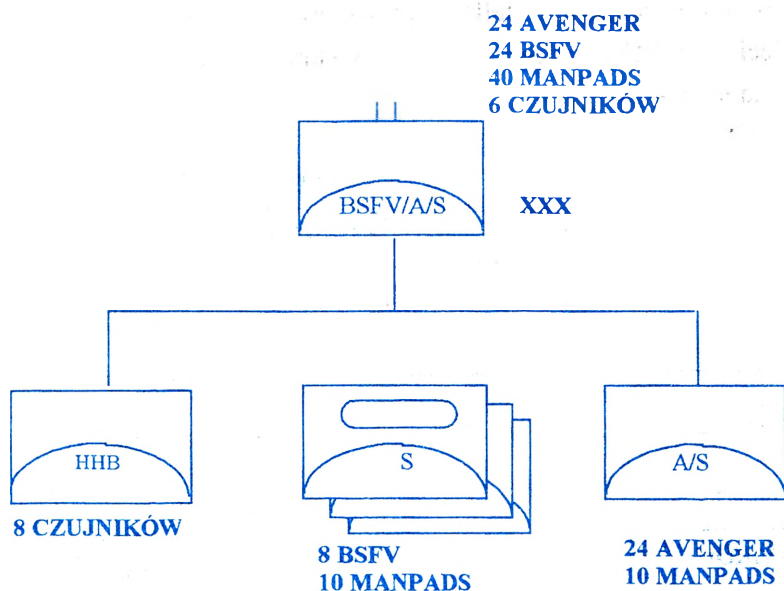 24 AVENGER
24 BSFV
40 MANPADS
6 CZUJNIKÓW
BSFV/A/S
XXX
HHB
S
A/S
8 CZUJNIKÓW
8 BSFV
10 MANPADS
24 AVENGER
10 MANPADS